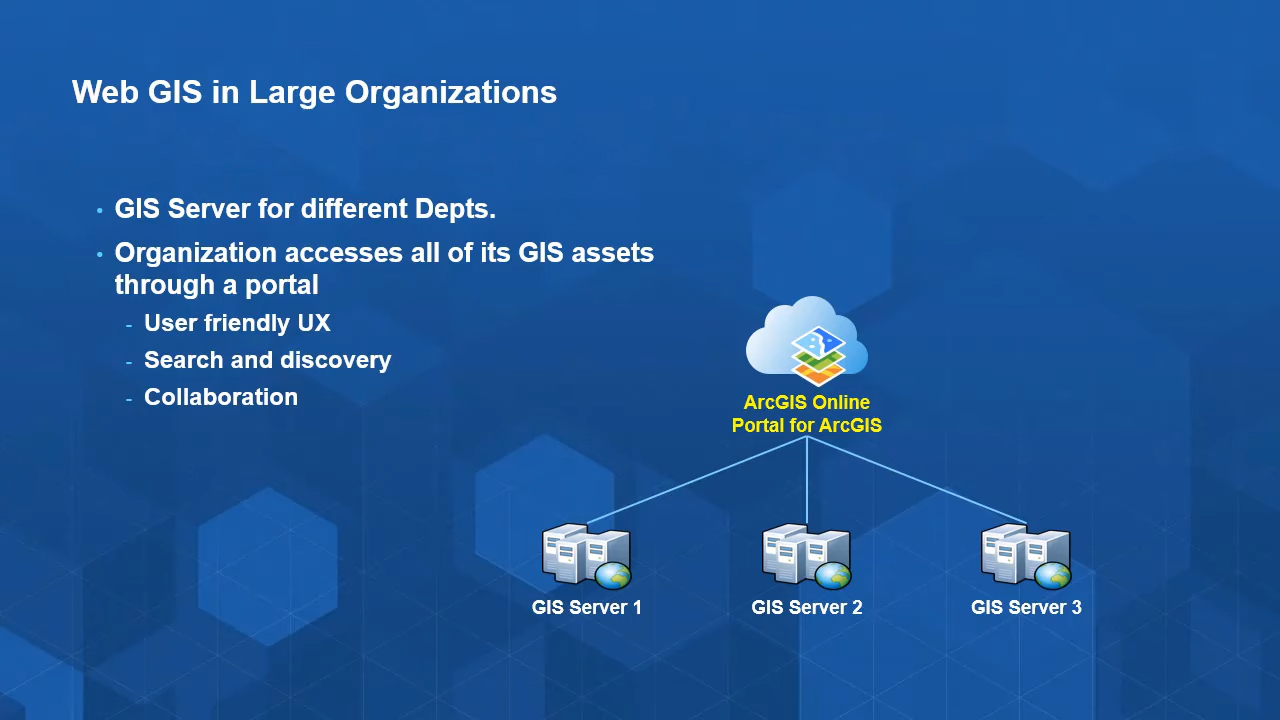 Web GIS in Large Organizations
• GIS Server for different Depts.
• Organization accesses all of its GIS assets
through a portal
- User friendly UX
- Search and discovery
- Collaboration
ArcGIS Online
Portal for ArcGIS
GIS Server 1
GIS Server 2
GIS Server 3